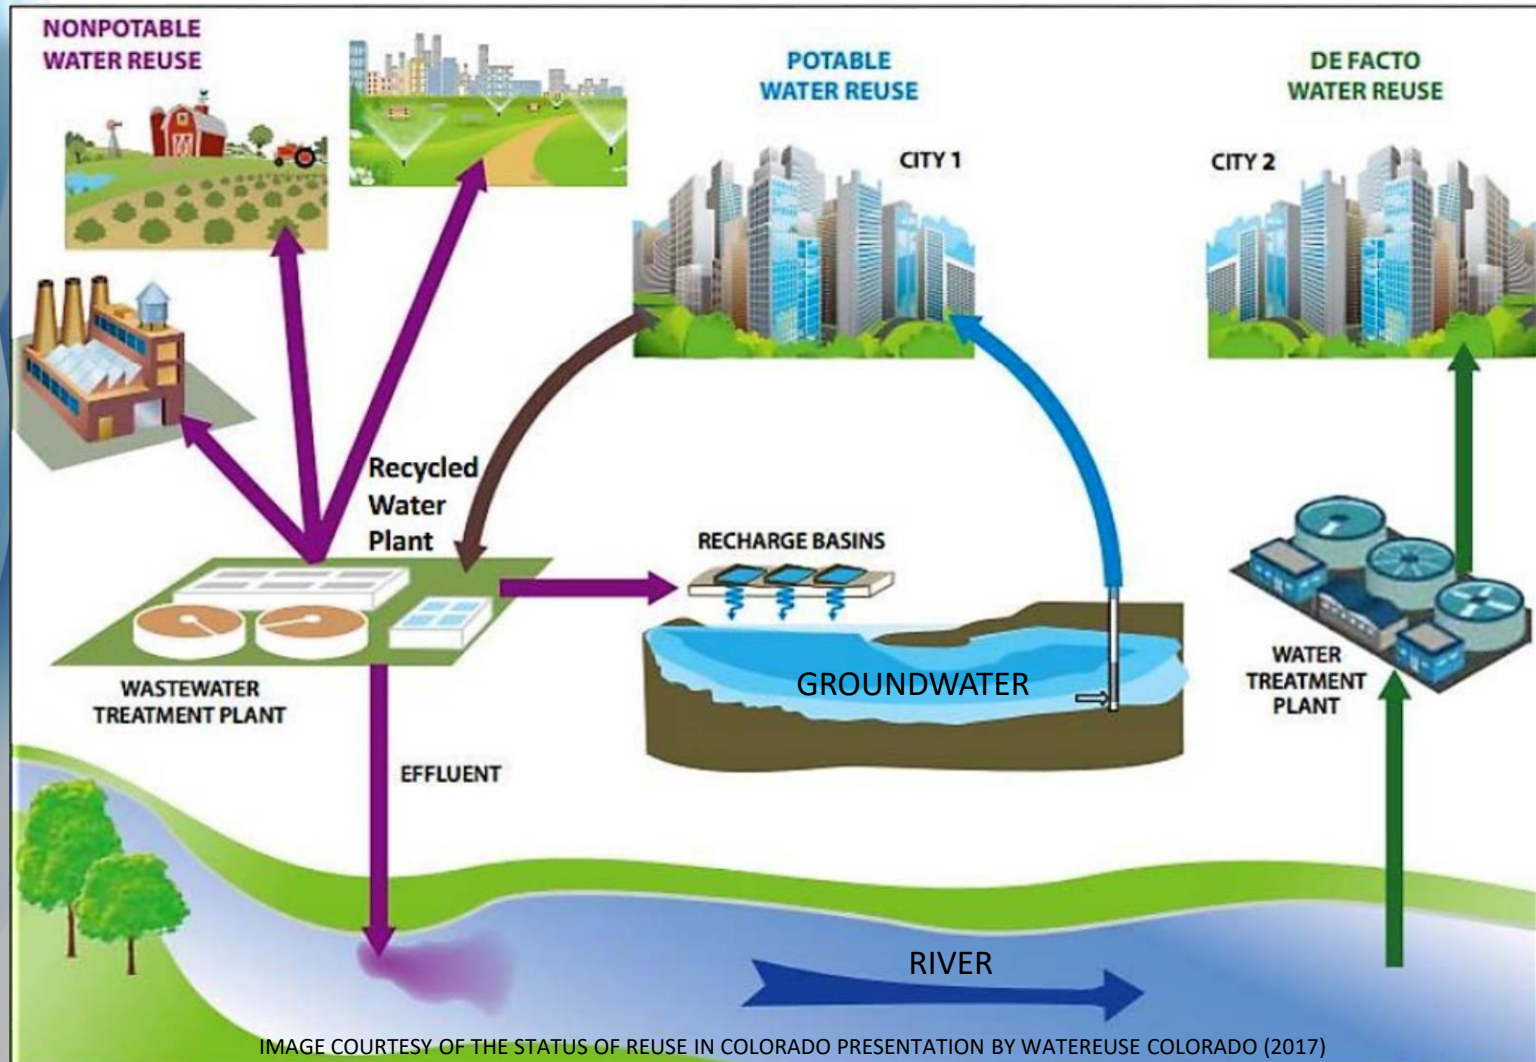 NONPOTABLE
WATER REUSE
POTABLE
WATER REUSE
DE FACTO
WATER REUSE
CITY 1
CITY 2
Recycled
Water
Plant
RECHARGE BASINS
GROUNDWATER
WASTEWATER
TREATMENT PLANT
WATER
TREATMENT
PLANT
EFFLUENT
RIVER
IMAGE COURTESY OF THE STATUS OF REUSE IN COLORADO PRESENTATION BY WATEREUSE COLORADO (2017)